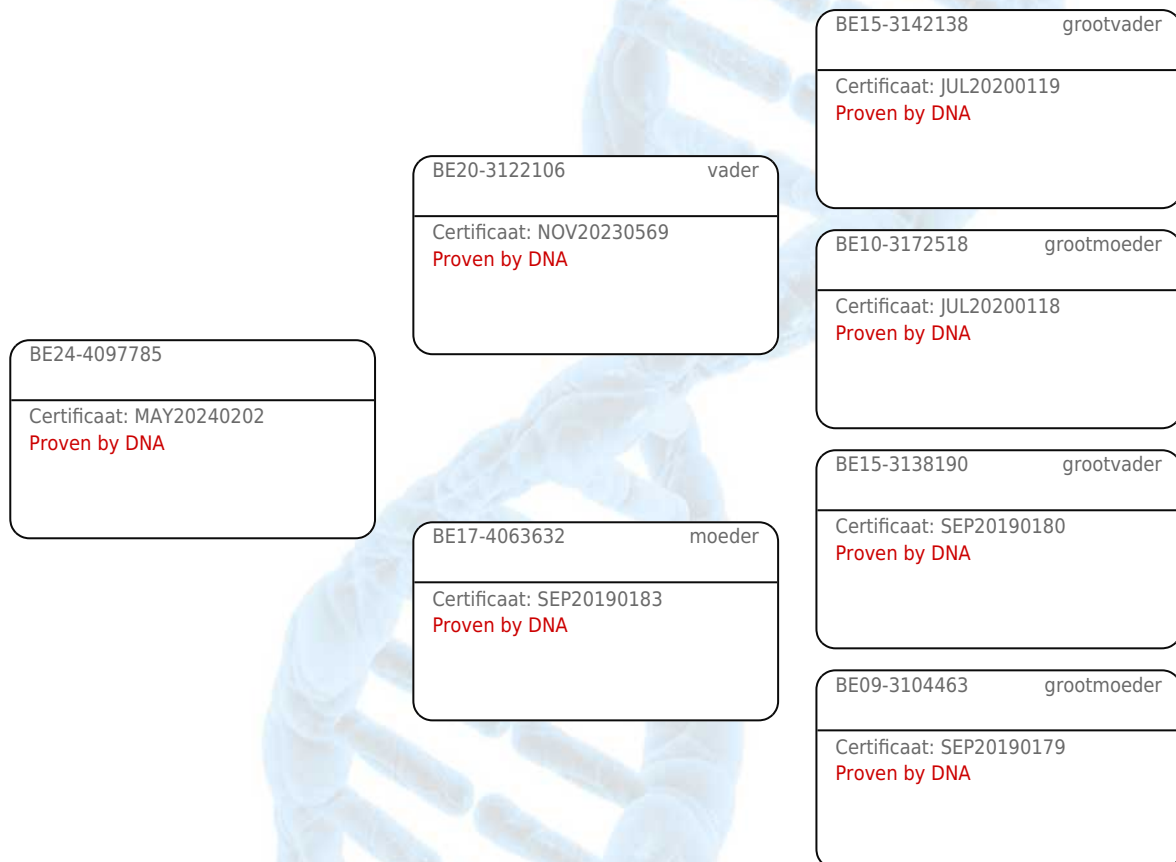 BE15-3142138 grootvader
Certificaat: JUL20200119
Proven by DNA
BE20-3122106 vader
Certificaat: NOV20230569
Proven by DNA
BE10-3172518 grootmoeder
Certificaat: JUL20200118
Proven by DNA
BE24-4097785
Certificaat: MAY20240202
Proven by DNA
BE15-3138190 grootvader
Certificaat: SEP20190180
Proven by DNA
BE17-4063632 moeder
Certificaat: SEP20190183
Proven by DNA
BE09-3104463 grootmoeder
Certificaat: SEP20190179
Proven by DNA